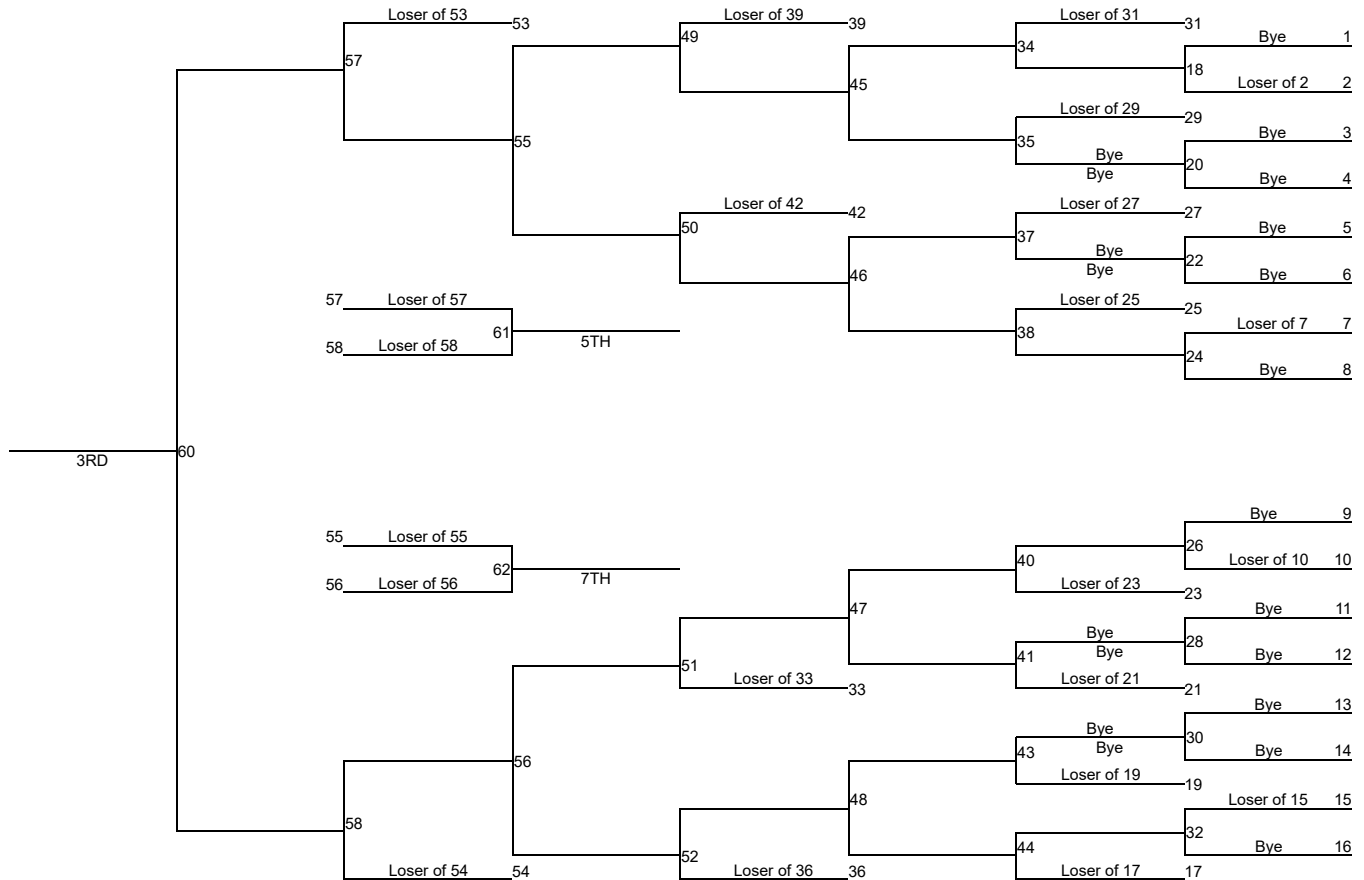 Loser of 53 53 Loser of 39 39 Loser of 31 31
Bye 1
49
34
57
18
45
Loser of 2 2
Loser of 29 29
Bye 3
55
35
Bye
20
Bye
Bye 4
Loser of 42 42 Loser of 27 27
50
Bye 5
37
Bye
22
Bye
46
Bye 6
57 Loser of 57
Loser of 25 25
Loser of 7 7
61
38
5TH
58 Loser of 58
24
Bye 8
60
3RD
Bye 9
55 Loser of 55
26
40
Loser of 10 10
62
7TH
56 Loser of 56
Loser of 23 23
47
Bye 11
Bye
28
Bye
41
51
Bye 12
Loser of 33 33
Loser of 21 21
Bye 13
Bye
30
Bye
43
56
Bye 14
Loser of 19 19
48
Loser of 15 15
58
32
44
Bye 16
52
Loser of 54 54 Loser of 36 36 Loser of 17 17